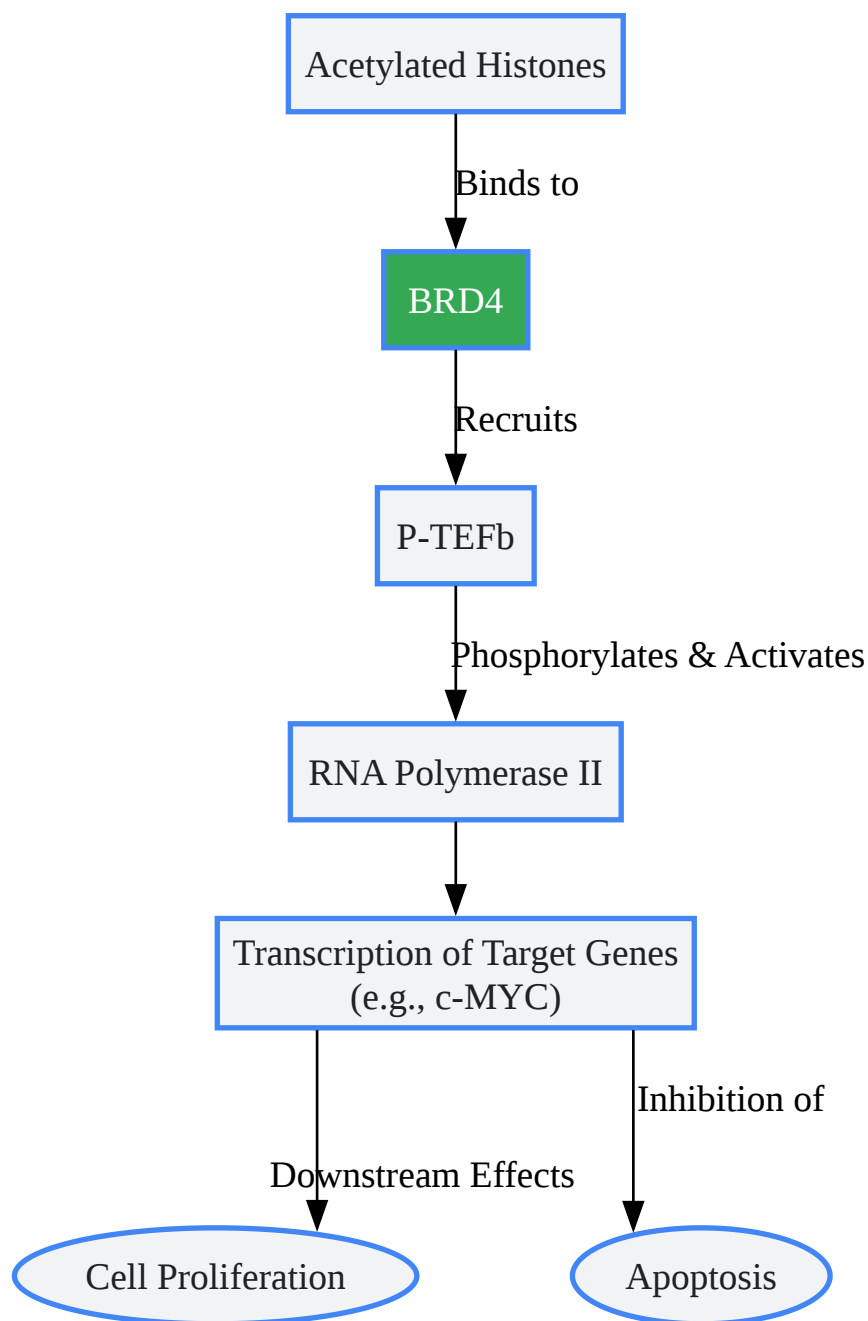 Acetylated Histones
Binds to
BRD4
Recruits
P-TEFb
Phosphorylates & Activates
RNA Polymerase II
Transcription of Target Genes
(e.g., c-MYC)
Inhibition of
Downstream Effects
Cell Proliferation
Apoptosis